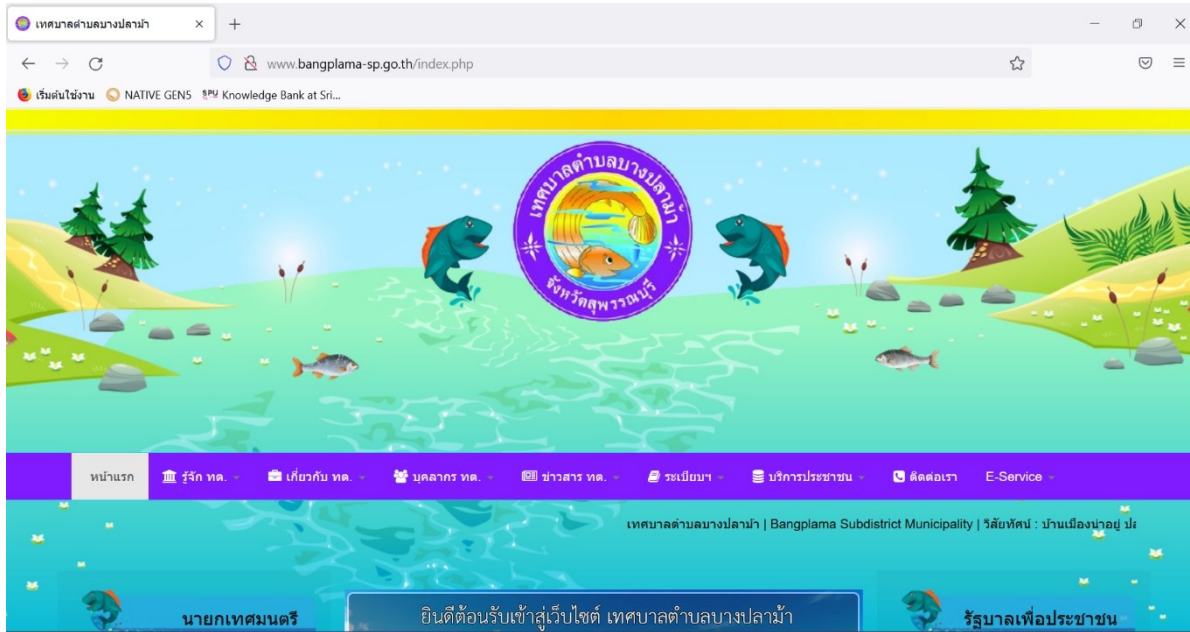 เทศบาลตำบลบางปลาม้า
www.bangplama-sp.go.th/index.php
เริ่มต้นใช้งาน NATIVE GEN5 SPU Knowledge Bank at Sri...
เทศบาลตำบลบางปลาม้า
จังหวัดสุพรรณบุรี
หน้าแรก รู้จัก ทต. เกี่ยวกับ ทต. บุคลากร ทต. ข่าวสาร ทต. ระเบียบฯ บริการประชาชน ติดต่อเรา E-Service
เทศบาลตำบลบางปลาม้า | Bangplama Subdistrict Municipality | วิสัยทัศน์ : บ้านเมืองน่าอยู่ ปล
นายกเทศมนตรี
ยินดีต้อนรับเข้าสู่เว็บไซต์ เทศบาลตำบลบางปลาม้า
รัฐบาลเพื่อประชาชน